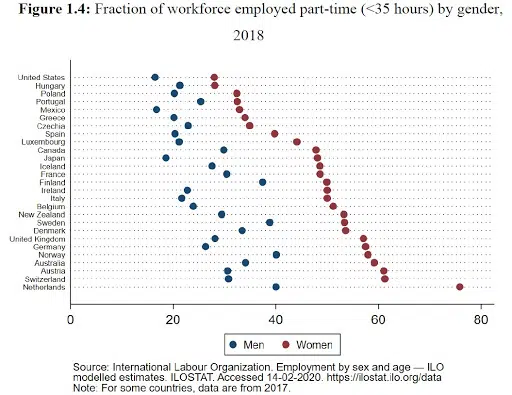 Figure 1.4: Fraction of workforce employed part-time (<35 hours) by gender,
2018
United States
Hungary
Poland
Portugal
Mexico
Greece
Czechia
Spain
Luxembourg
Canada
Japan
Iceland
France
Finland
Ireland
Italy
Belgium
New Zealand
Sweden
Denmark
United Kingdom
Germany
Norway
Australia
Austria
Switzerland
Netherlands
0 20 40 60 80
Men Women
Source: International Labour Organization. Employment by sex and age — ILO
modelled estimates. ILOSTAT. Accessed 14-02-2020. https://ilostat.ilo.org/data
Note: For some countries, data are from 2017.